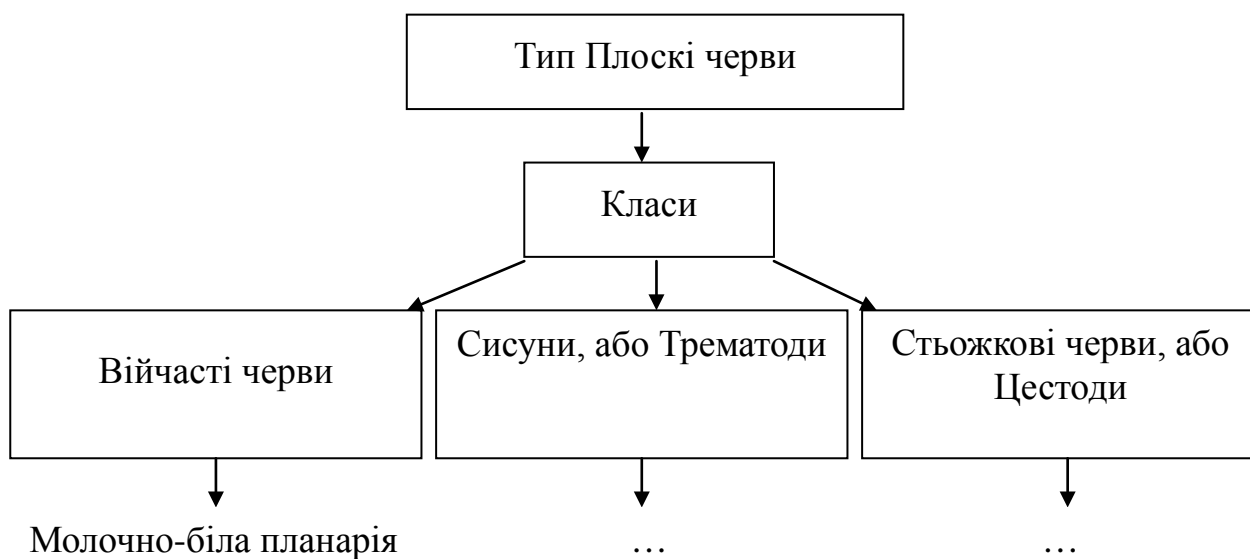 Тип Плоскі черви
Класи
Війчасті черви
Сисуни, або Трематоди
Стьожкові черви, або
Цестоди
Молочно-біла планарія
…
…